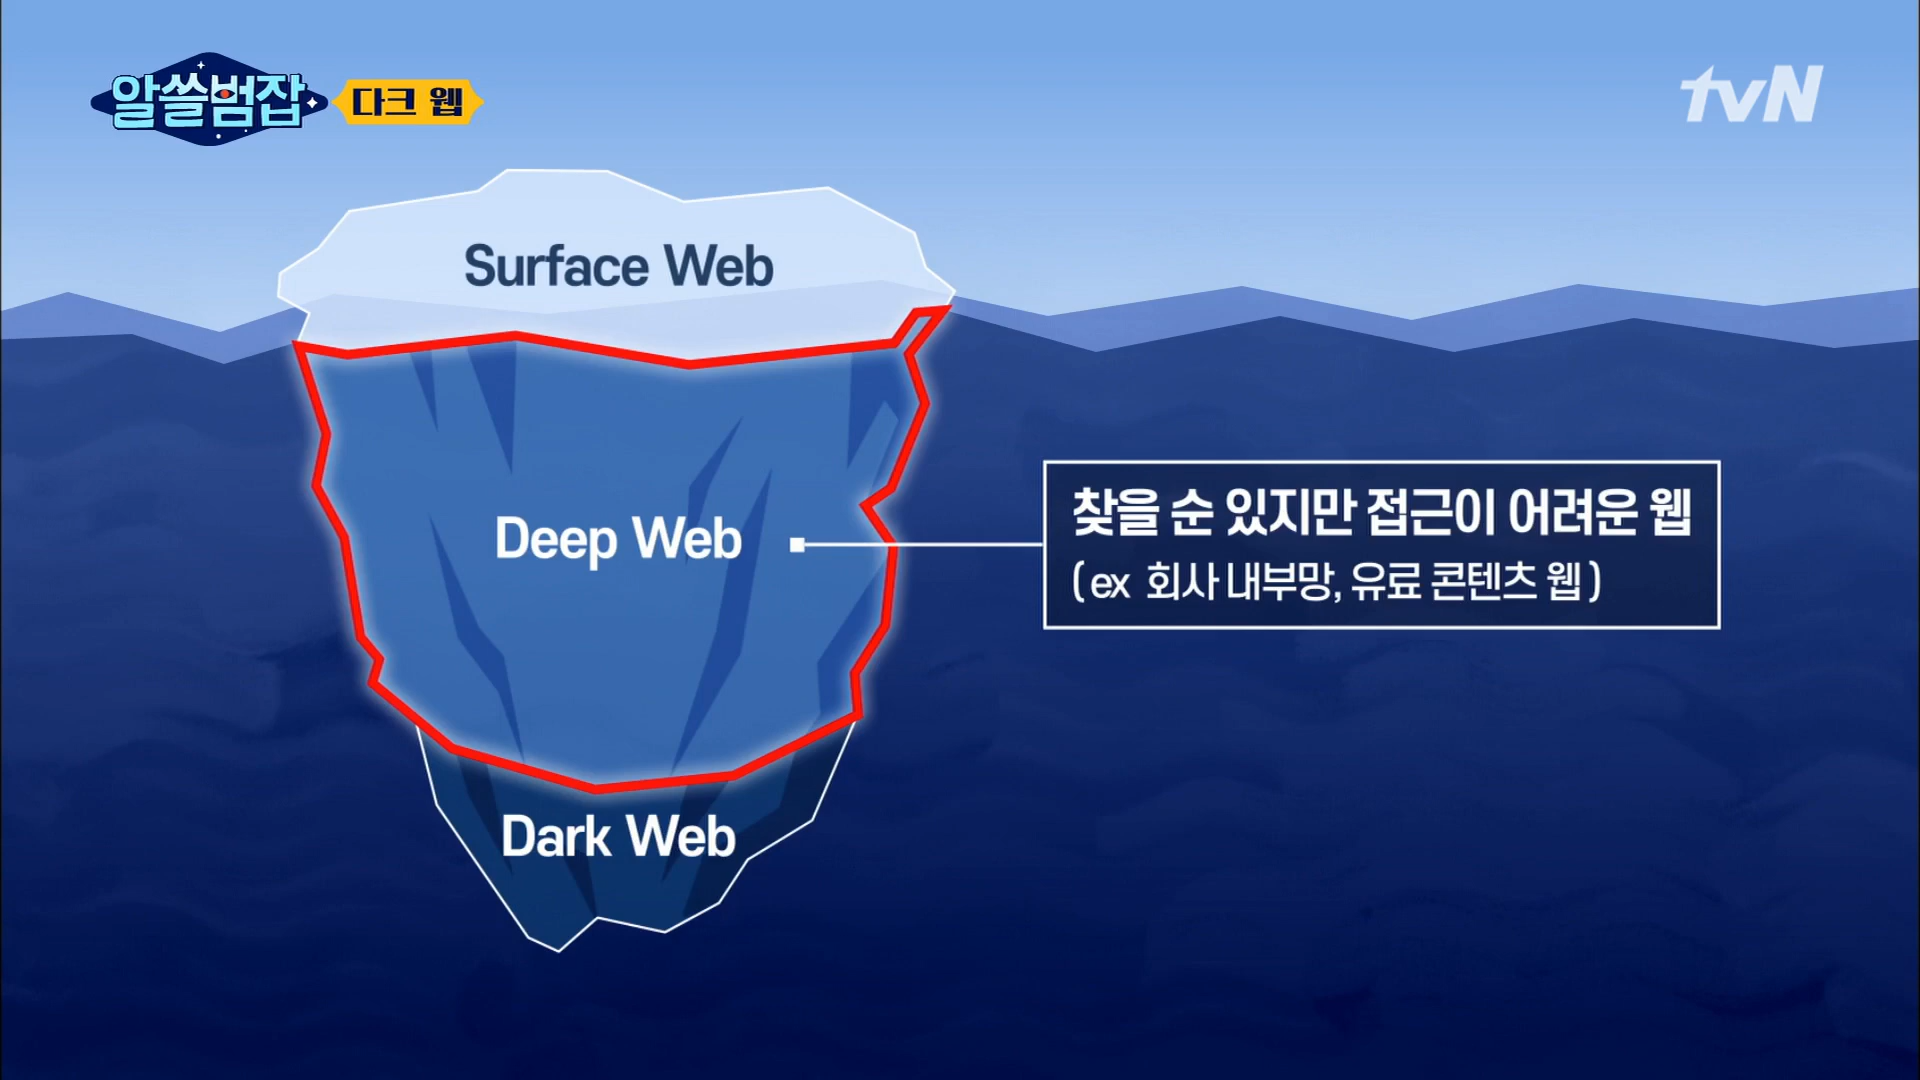 알쓸범잡
다크 웹
tvN
Surface Web
Deep Web
찾을 순 있지만 접근이 어려운 웹
( ex 회사 내부망, 유료 콘텐츠 웹 )
Dark Web